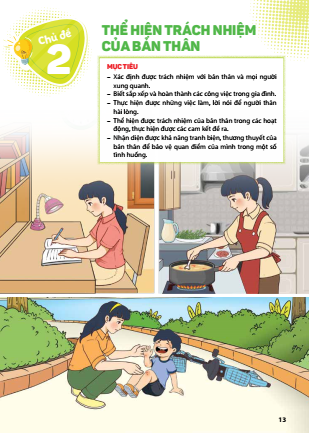 Chủ đề
2
THỂ HIỆN TRÁCH NHIỆM
CỦA BẢN THÂN
MỤC TIÊU
– Xác định được trách nhiệm với bản thân và mọi người
xung quanh.
– Biết sắp xếp và hoàn thành các công việc trong gia đình.
– Thực hiện được những việc làm, lời nói để người thân
hài lòng.
– Thể hiện được trách nhiệm của bản thân trong các hoạt
động, thực hiện được các cam kết đề ra.
– Nhận diện được khả năng tranh biện, thương thuyết của
bản thân để bảo vệ quan điểm của mình trong một số
tình huống.
13